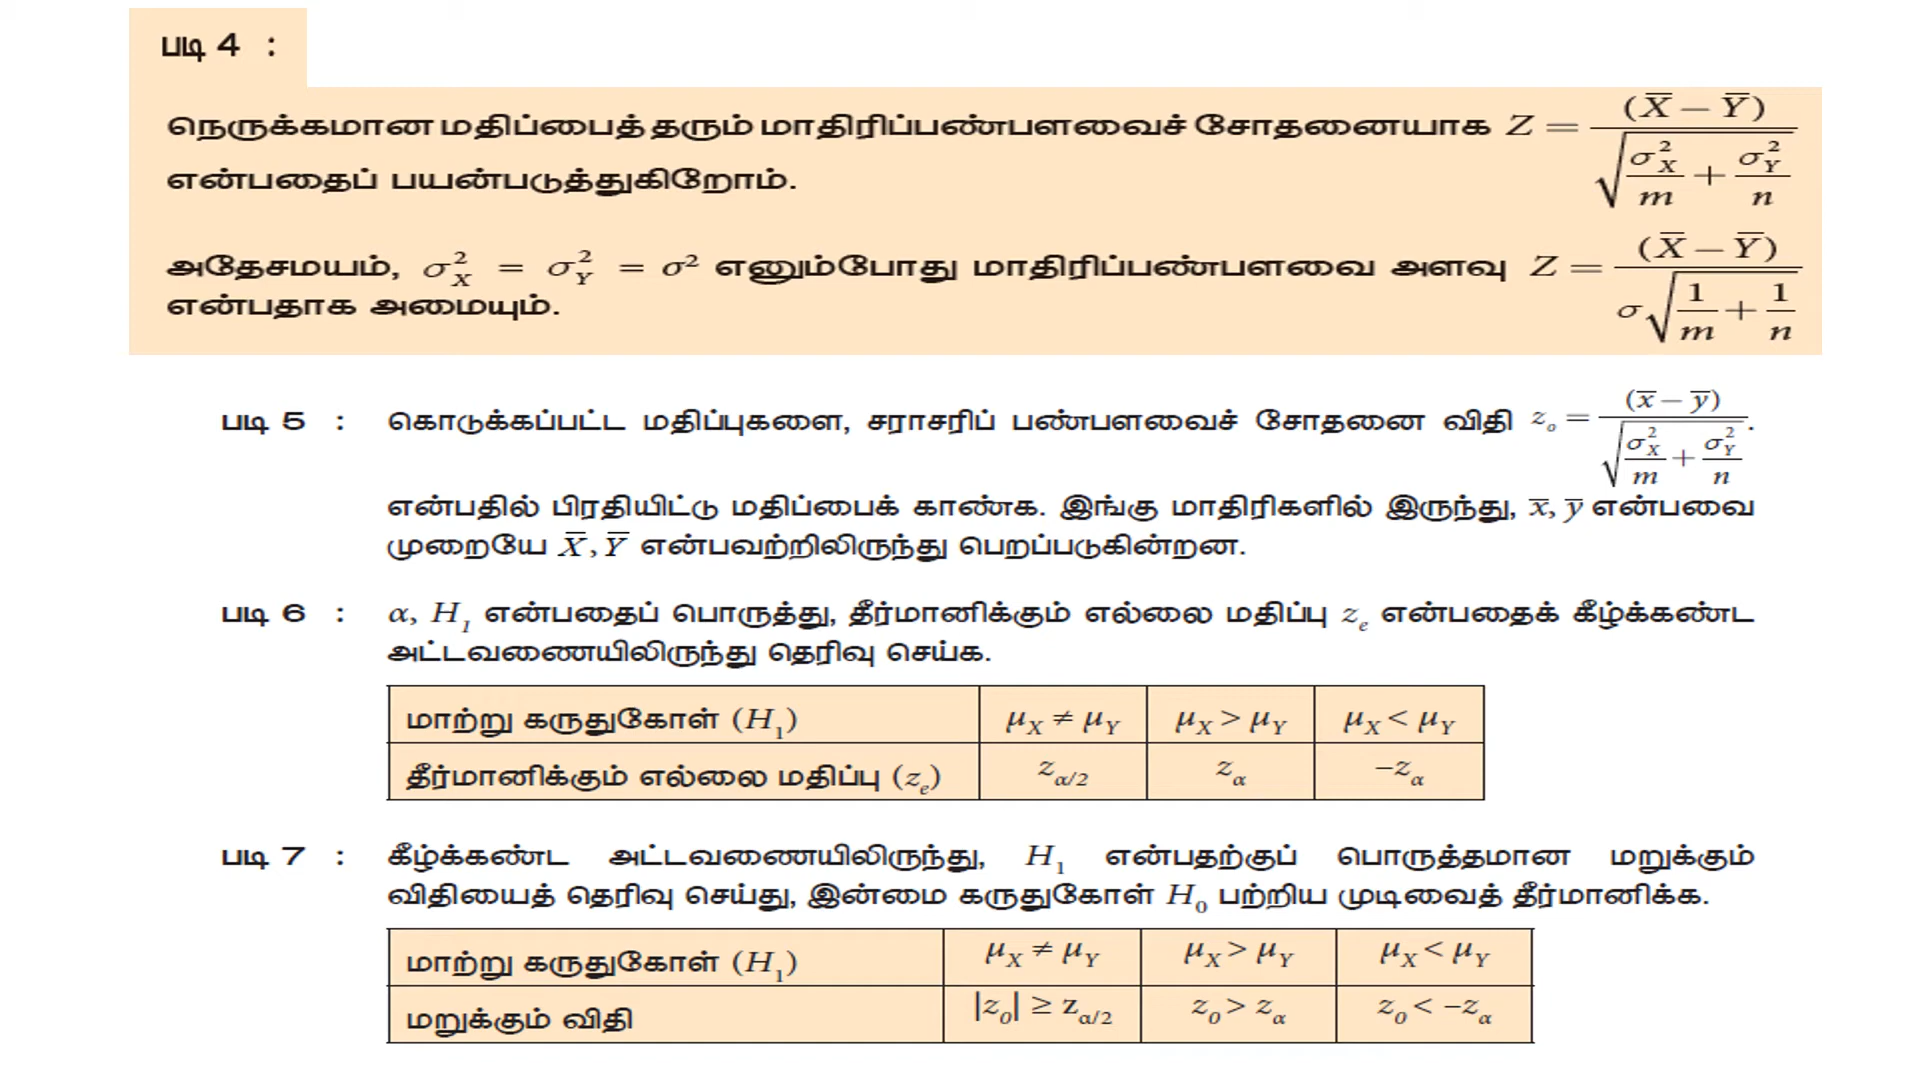 படி 4 :
நெருக்கமான மதிப்பைத் தரும் மாதிரிப்பண்பளவைச் சோதனையாக Z = (X̅ − Y̅) / √(σ²_X/m + σ²_Y/n)
என்பதைப் பயன்படுத்துகிறோம்.
அதேசமயம், σ²_X = σ²_Y = σ² எனும்போது மாதிரிப்பண்பளவை அளவு Z = (X̅ − Y̅) / σ√(1/m + 1/n)
என்பதாக அமையும்.
படி 5 : கொடுக்கப்பட்ட மதிப்புகளை, சராசரிப் பண்பளவைச் சோதனை விதி z₀ = (x̅ − y̅) / √(σ²_X/m + σ²_Y/n).
என்பதில் பிரதியிட்டு மதிப்பைக் காண்க. இங்கு மாதிரிகளில் இருந்து, x̅, y̅ என்பவை
முறையே X̅, Y̅ என்பவற்றிலிருந்து பெறப்படுகின்றன.
படி 6 : α, H₁ என்பதைப் பொருத்து, தீர்மானிக்கும் எல்லை மதிப்பு zₑ என்பதைக் கீழ்க்கண்ட
அட்டவணையிலிருந்து தெரிவு செய்க.
மாற்று கருதுகோள் (H₁) μ_X ≠ μ_Y μ_X > μ_Y μ_X < μ_Y
தீர்மானிக்கும் எல்லை மதிப்பு (zₑ) z_α/2 z_α −z_α
படி 7 : கீழ்க்கண்ட அட்டவணையிலிருந்து, H₁ என்பதற்குப் பொருத்தமான மறுக்கும்
விதியைத் தெரிவு செய்து, இன்மை கருதுகோள் H₀ பற்றிய முடிவைத் தீர்மானிக்க.
மாற்று கருதுகோள் (H₁) μ_X ≠ μ_Y μ_X > μ_Y μ_X < μ_Y
மறுக்கும் விதி |z₀| ≥ z_α/2 z₀ > z_α z₀ < −z_α